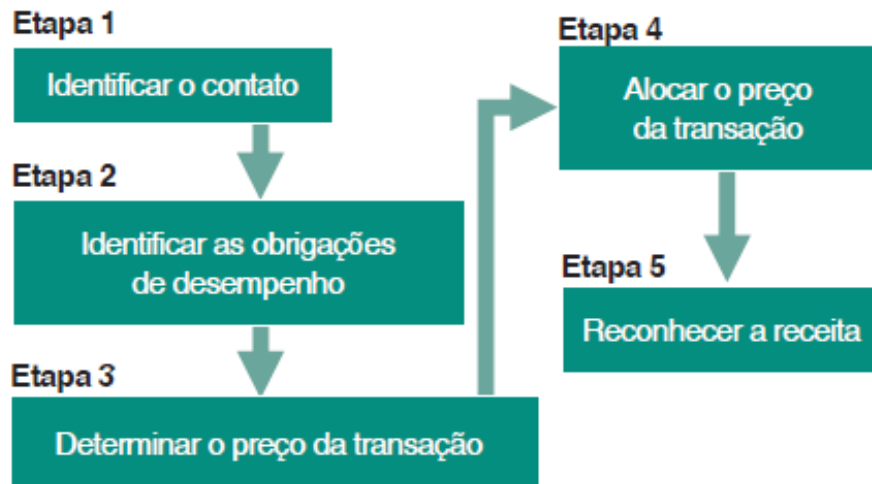 Etapa 1
Identificar o contato
Etapa 2
Identificar as obrigações
de desempenho
Etapa 3
Determinar o preço da transação
Etapa 4
Alocar o preço
da transação
Etapa 5
Reconhecer a receita